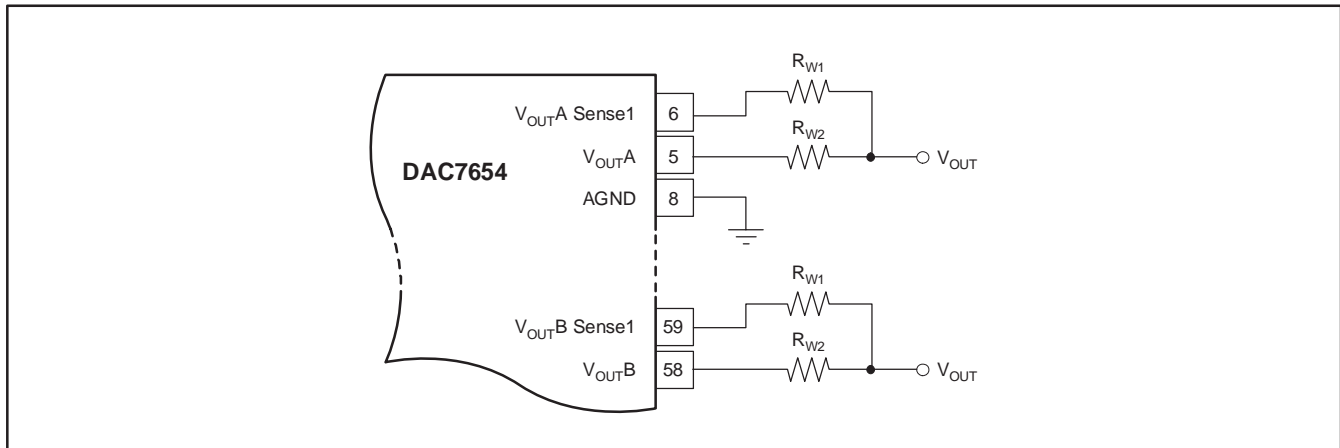 R_W1
V_OUTA Sense1 6
R_W2
V_OUTA 5
V_OUT
DAC7654
AGND 8
R_W1
V_OUTB Sense1 59
R_W2
V_OUTB 58
V_OUT